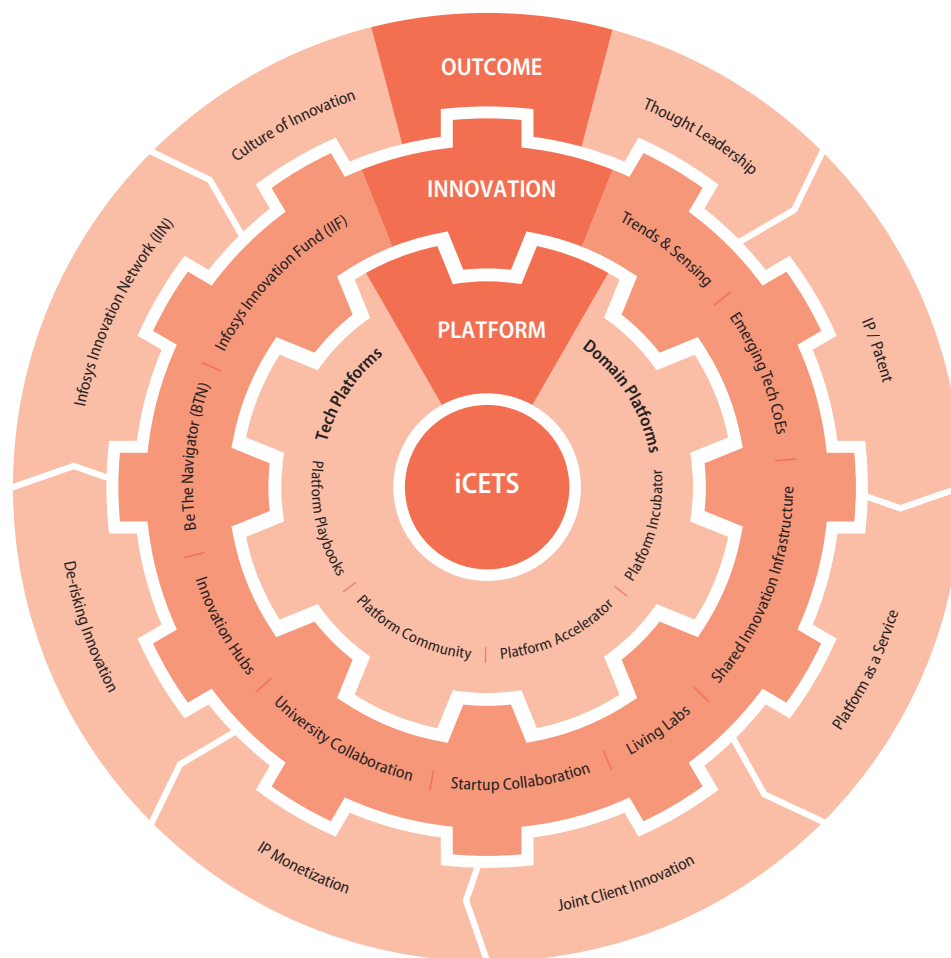 OUTCOME
Thought Leadership
IP / Patent
Platform as a Service
Joint Client Innovation
IP Monetization
De-risking Innovation
Infosys Innovation Network (IIN)
Culture of Innovation
INNOVATION
Trends & Sensing
Emerging Tech CoEs
Shared Innovation Infrastructure
Living Labs
Startup Collaboration
University Collaboration
Innovation Hubs
Be The Navigator (BTN)
Infosys Innovation Fund (IIF)
PLATFORM
Domain Platforms
Platform Incubator
Platform Accelerator
Platform Community
Platform Playbooks
Tech Platforms
iCETS